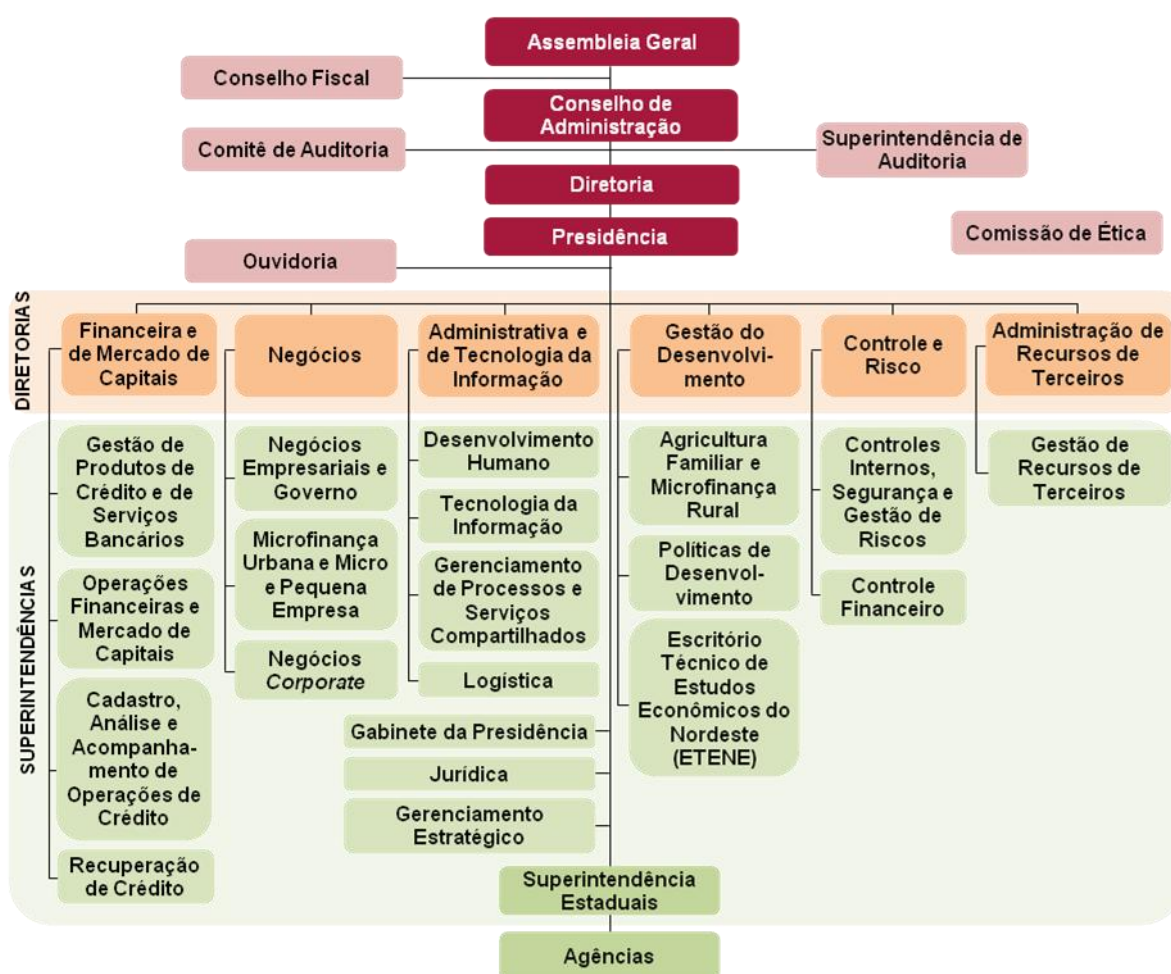 Assembleia Geral
Conselho Fiscal
Conselho de
Administração
Comitê de Auditoria
Superintendência de
Auditoria
Diretoria
Presidência
Comissão de Ética
Ouvidoria
DIRETORIAS
Financeira e
de Mercado de
Capitais
Negócios
Administrativa e
de Tecnologia da
Informação
Gestão do
Desenvolvi-
mento
Controle e
Risco
Administração de
Recursos de
Terceiros
SUPERINTENDÊNCIAS
Gestão de
Produtos de
Crédito e de
Serviços
Bancários
Operações
Financeiras e
Mercado de
Capitais
Cadastro,
Análise e
Acompanha-
mento de
Operações de
Crédito
Recuperação
de Crédito
Negócios
Empresariais e
Governo
Microfinança
Urbana e Micro
e Pequena
Empresa
Negócios
Corporate
Desenvolvimento
Humano
Tecnologia da
Informação
Gerenciamento
de Processos e
Serviços
Compartilhados
Logística
Agricultura
Familiar e
Microfinança
Rural
Políticas de
Desenvol-
vimento
Escritório
Técnico de
Estudos
Econômicos do
Nordeste
(ETENE)
Controles
Internos,
Segurança e
Gestão de
Riscos
Controle
Financeiro
Gestão de
Recursos de
Terceiros
Gabinete da Presidência
Jurídica
Gerenciamento
Estratégico
Superintendência
Estaduais
Agências